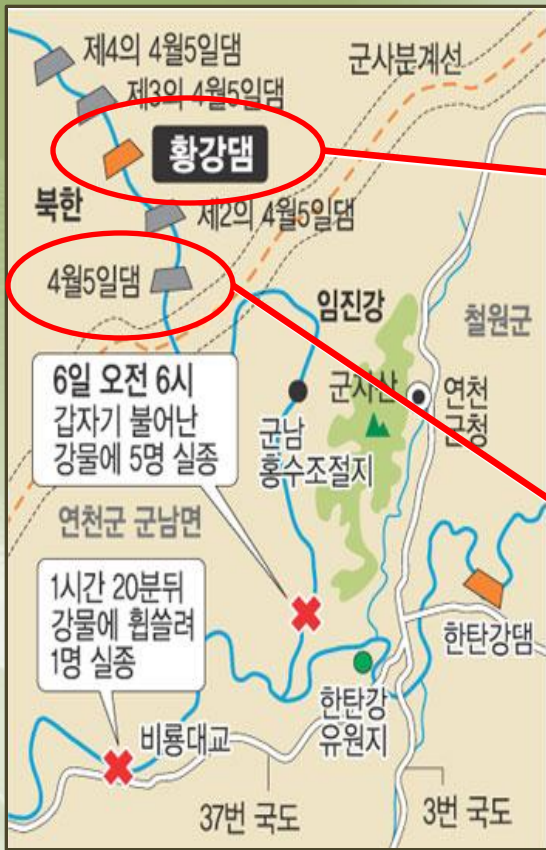 제4의 4월5일댐
군사분계선
제3의 4월5일댐
황강댐
북한
제2의 4월5일댐
4월5일댐
임진강
철원군
6일 오전 6시
갑자기 불어난
강물에 5명 실종
군자산
연천
군청
군남
홍수조절지
연천군 군남면
1시간 20분뒤
강물에 휩쓸려
1명 실종
한탄강댐
비룡대교
한탄강
유원지
37번 국도
3번 국도